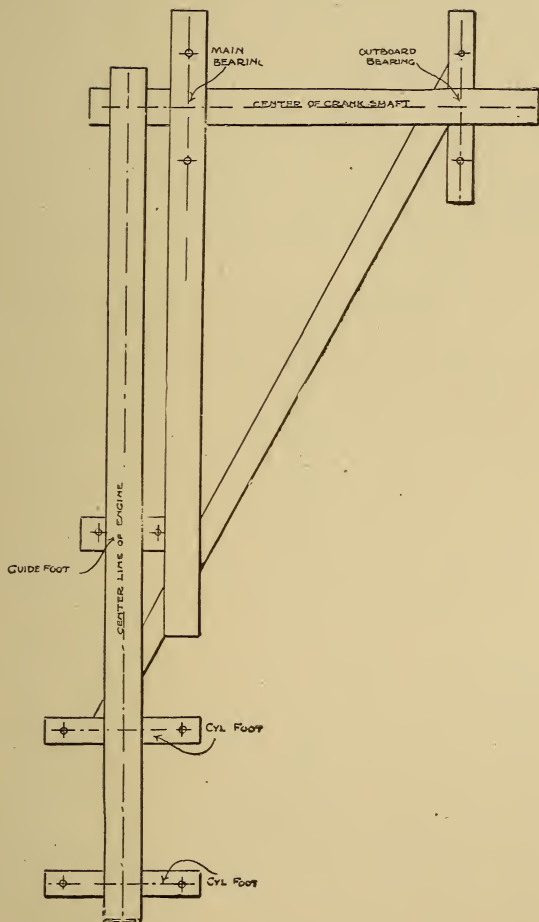 MAIN
BEARING
OUTBOARD
BEARING
CENTER OF CRANK SHAFT
CENTER LINE OF ENGINE
GUIDE FOOT
CYL FOOT
CYL FOOT